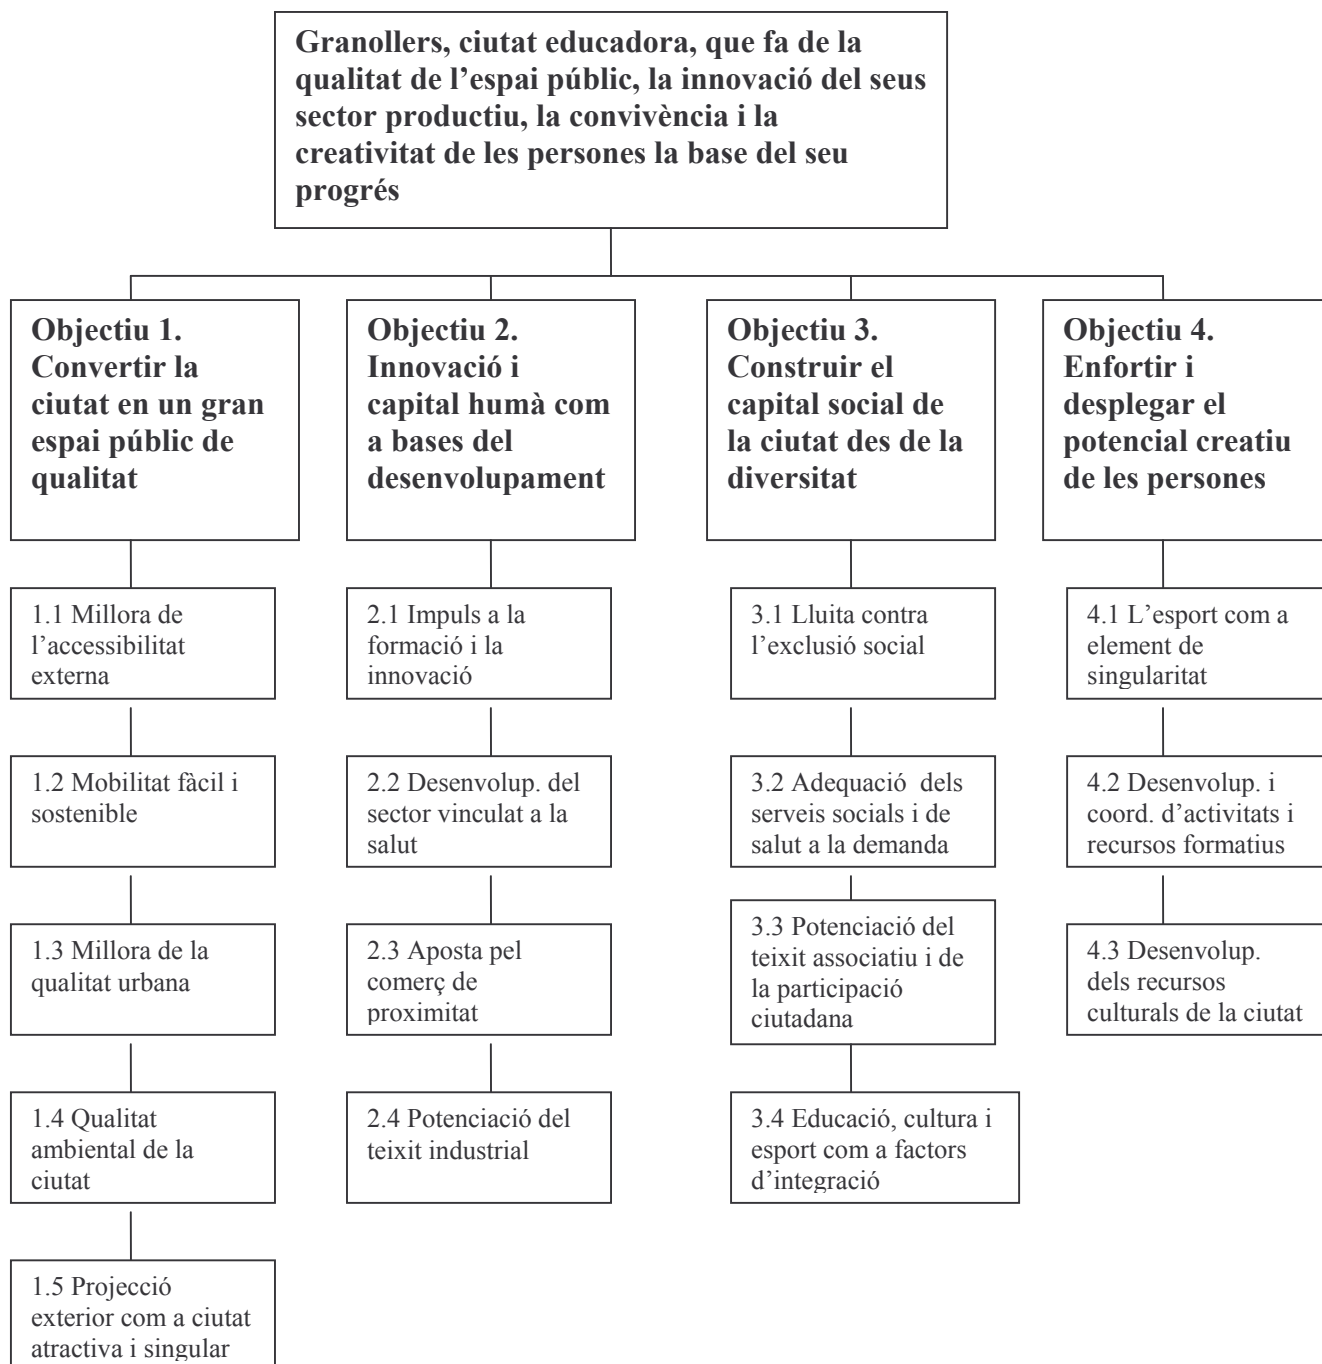 Granollers, ciutat educadora, que fa de la
qualitat de l’espai públic, la innovació del seus
sector productiu, la convivència i la
creativitat de les persones la base del seu
progrés
Objectiu 1.
Convertir la
ciutat en un gran
espai públic de
qualitat
Objectiu 2.
Innovació i
capital humà com
a bases del
desenvolupament
Objectiu 3.
Construir el
capital social de
la ciutat des de la
diversitat
Objectiu 4.
Enfortir i
desplegar el
potencial creatiu
de les persones
1.1 Millora de
l’accessibilitat
externa
2.1 Impuls a la
formació i la
innovació
3.1 Lluita contra
l’exclusió social
4.1 L’esport com a
element de
singularitat
1.2 Mobilitat fàcil i
sostenible
2.2 Desenvolup. del
sector vinculat a la
salut
3.2 Adequació  dels
serveis socials i de
salut a la demanda
4.2 Desenvolup. i
coord. d’activitats i
recursos formatius
1.3 Millora de la
qualitat urbana
2.3 Aposta pel
comerç de
proximitat
3.3 Potenciació del
teixit associatiu i de
la participació
ciutadana
4.3 Desenvolup.
dels recursos
culturals de la ciutat
1.4 Qualitat
ambiental de la
ciutat
2.4 Potenciació del
teixit industrial
3.4 Educació, cultura i
esport com a factors
d’integració
1.5 Projecció
exterior com a ciutat
atractiva i singular